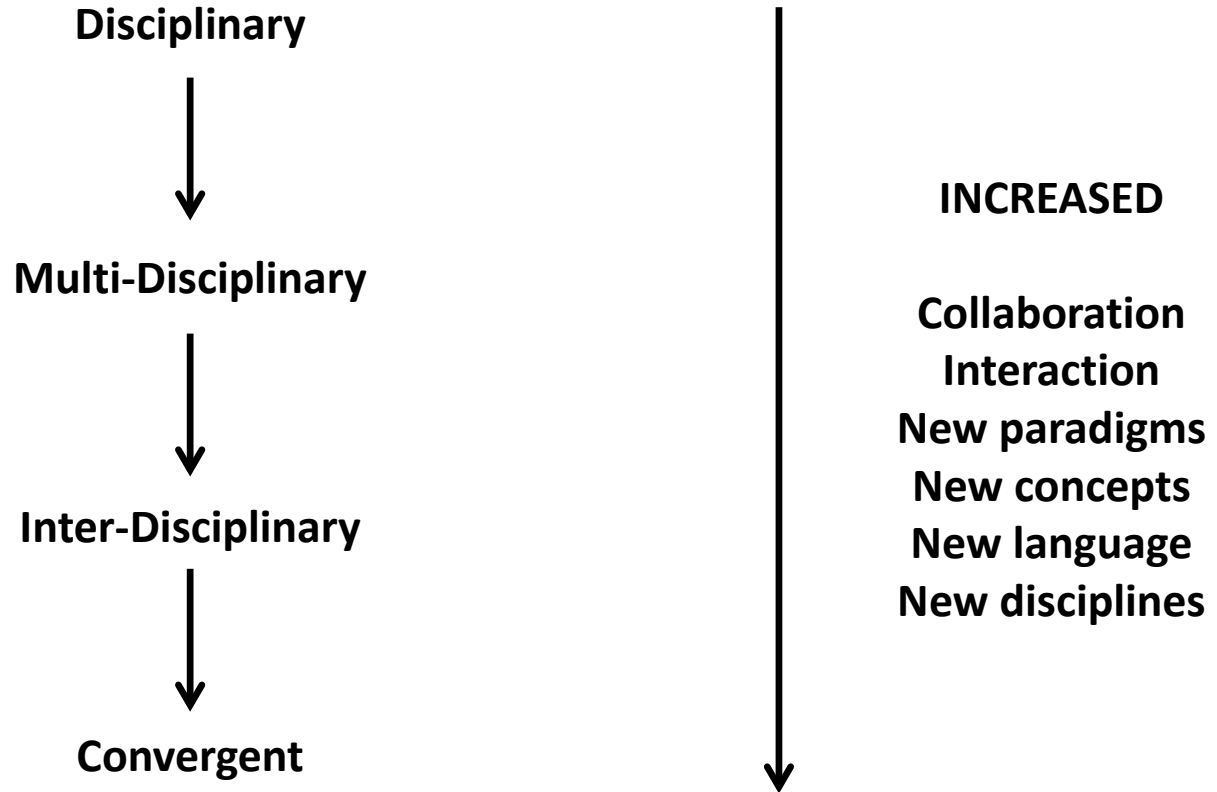 Disciplinary
Multi-Disciplinary
Inter-Disciplinary
Convergent
INCREASED
Collaboration
Interaction
New paradigms
New concepts
New language
New disciplines